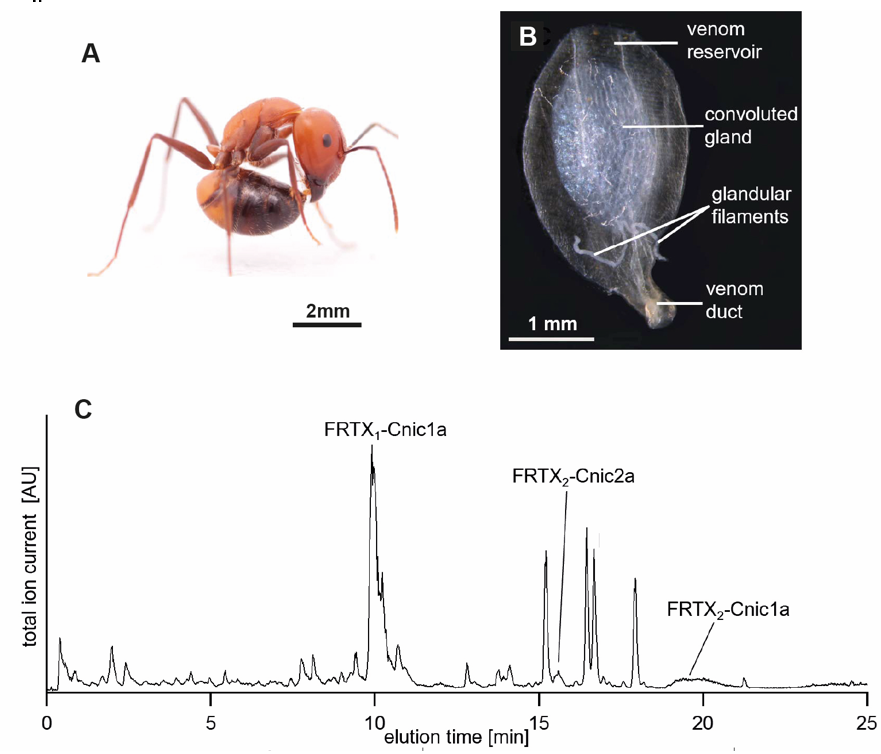 A
2mm
B
venom
reservoir
convoluted
gland
glandular
filaments
venom
duct
1 mm
C
FRTX₁-Cnic1a
FRTX₂-Cnic2a
FRTX₂-Cnic1a
total ion current [AU]
0 5 10 15 20 25
elution time [min]